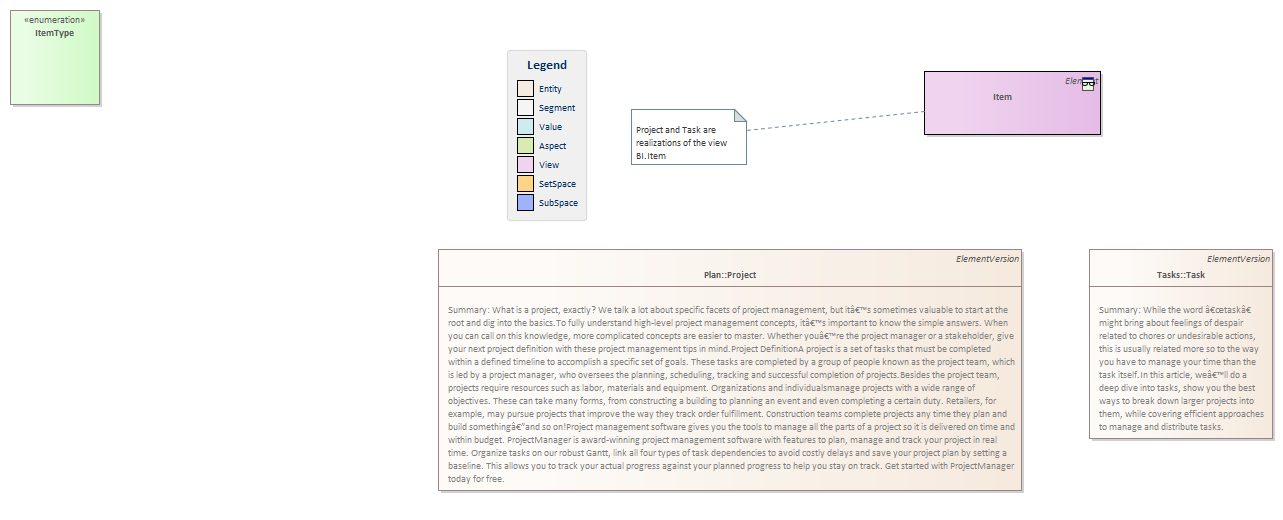 «enumeration»
ItemType
Legend
Entity
Segment
Value
Aspect
View
SetSpace
SubSpace
Project and Task are
realizations of the view
BI.Item
Item
ElementVersion
Plan::Project
Summary: What is a project, exactly? We talk a lot about specific facets of project management, but itâ€™s sometimes valuable to start at the
root and dig into the basics.To fully understand high-level project management concepts, itâ€™s important to know the simple answers. When
you can call on this knowledge, more complicated concepts are easier to master. Whether youâ€™re the project manager or a stakeholder, give
your next project definition with these project management tips in mind.Project DefinitionA project is a set of tasks that must be completed
within a defined timeline to accomplish a specific set of goals. These tasks are completed by a group of people known as the project team, which
is led by a project manager, who oversees the planning, scheduling, tracking and successful completion of projects.Besides the project team,
projects require resources such as labor, materials and equipment. Organizations and individualsmanage projects with a wide range of
objectives. These can take many forms, from constructing a building to planning an event and even completing a certain duty. Retailers, for
example, may pursue projects that improve the way they track order fulfillment. Construction teams complete projects any time they plan and
build somethingâ€”and so on!Project management software gives you the tools to manage all the parts of a project so it is delivered on time and
within budget. ProjectManager is award-winning project management software with features to plan, manage and track your project in real
time. Organize tasks on our robust Gantt, link all four types of task dependencies to avoid costly delays and save your project plan by setting a
baseline. This allows you to track your actual progress against your planned progress to help you stay on track. Get started with ProjectManager
today for free.
ElementVersion
Tasks::Task
Summary: While the word â€œtaskâ€
might bring about feelings of despair
related to chores or undesirable actions,
this is usually related more so to the way
you have to manage your time than the
task itself. In this article, weâ€™ll do a
deep dive into tasks, show you the best
ways to break down larger projects into
them, while covering efficient approaches
to manage and distribute tasks.